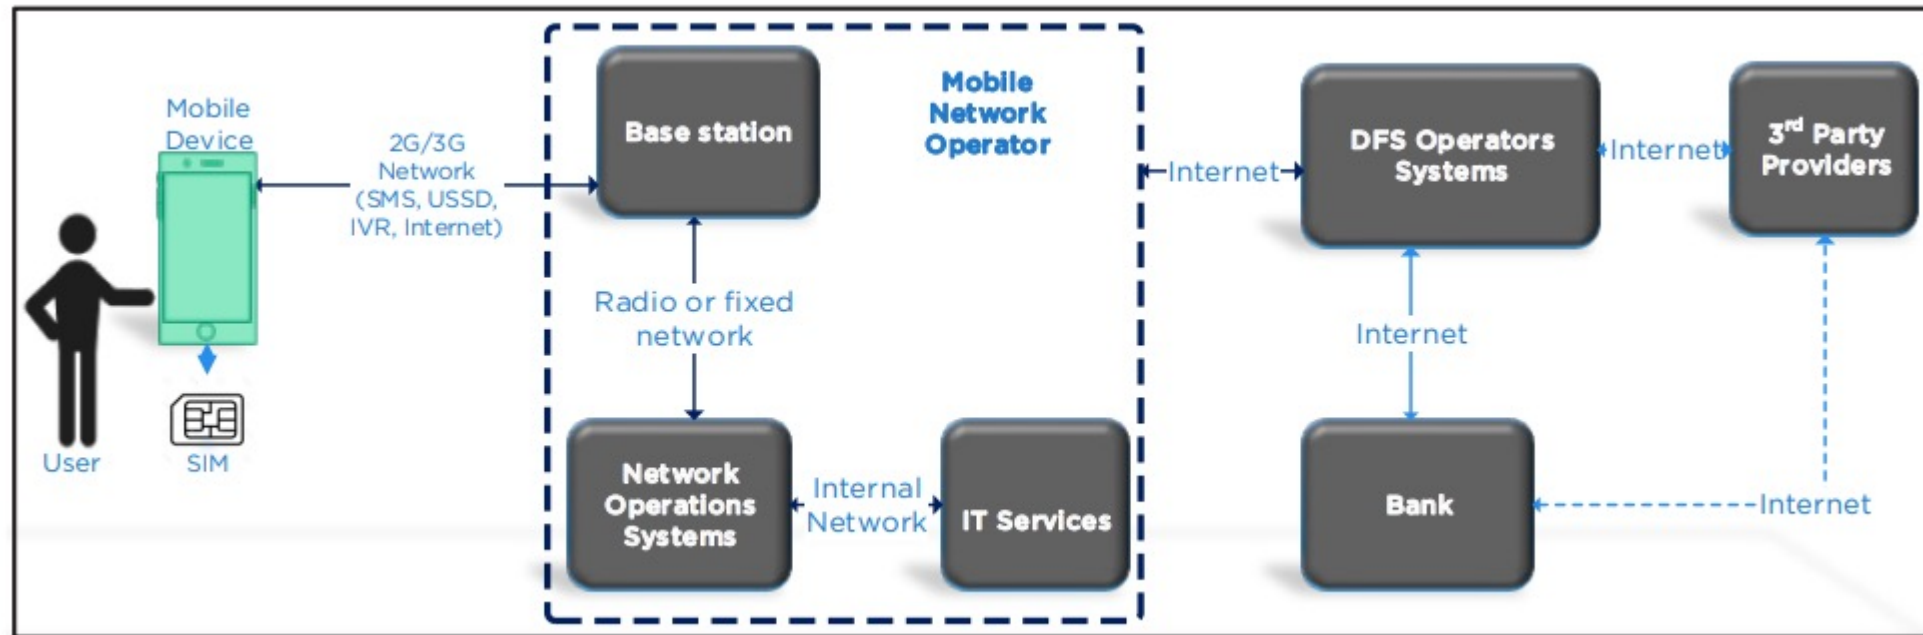 Mobile
Device
User
SIM
2G/3G
Network
(SMS, USSD,
IVR, Internet)
Base station
Mobile
Network
Operator
Radio or fixed
network
Network
Operations
Systems
Internal
Network
IT Services
Internet
DFS Operators
Systems
Internet
3rd Party
Providers
Internet
Bank
Internet